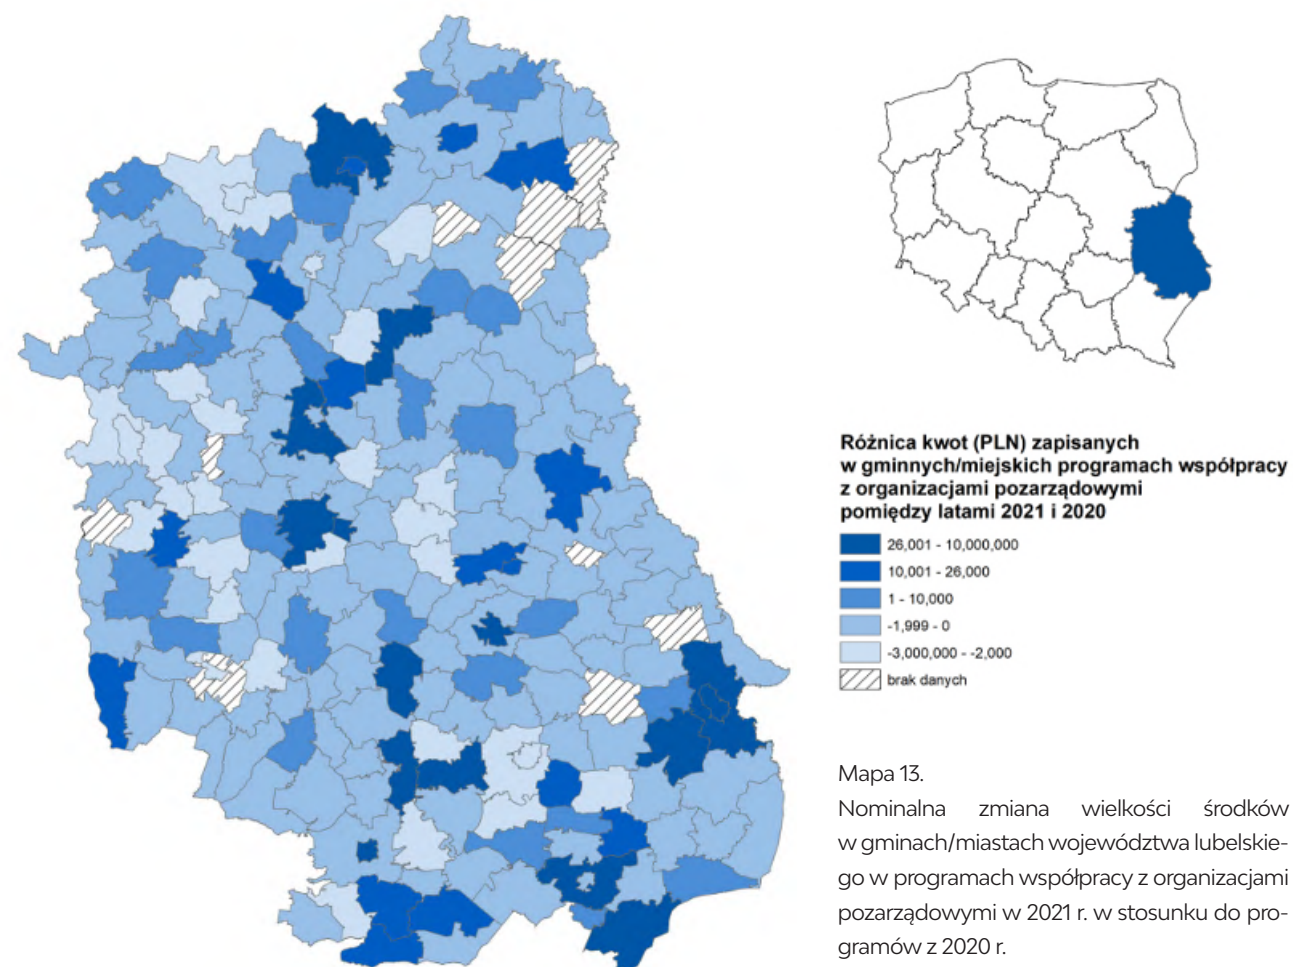 Różnica kwot (PLN) zapisanych
w gminnych/miejskich programach współpracy
z organizacjami pozarządowymi
pomiędzy latami 2021 i 2020
26,001 - 10,000,000
10,001 - 26,000
1 - 10,000
-1,999 - 0
-3,000,000 - -2,000
brak danych
Mapa 13.
Nominalna zmiana wielkości środków
w gminach/miastach województwa lubelskie-
go w programach współpracy z organizacjami
pozarządowymi w 2021 r. w stosunku do pro-
gramów z 2020 r.